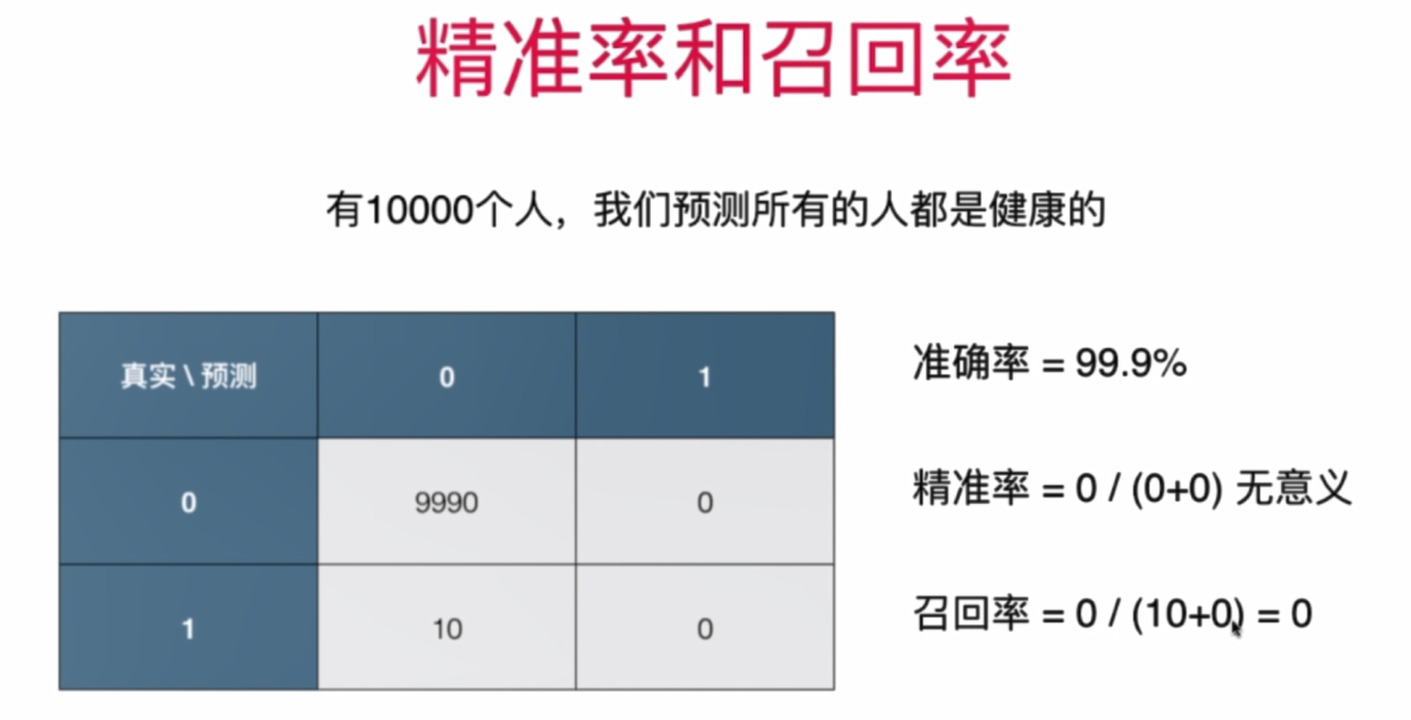 精准率和召回率
有10000个人，我们预测所有的人都是健康的
真实 \ 预测 0 1
0 9990 0
1 10 0
准确率 = 99.9%
精准率 = 0 / (0+0) 无意义
召回率 = 0 / (10+0) = 0